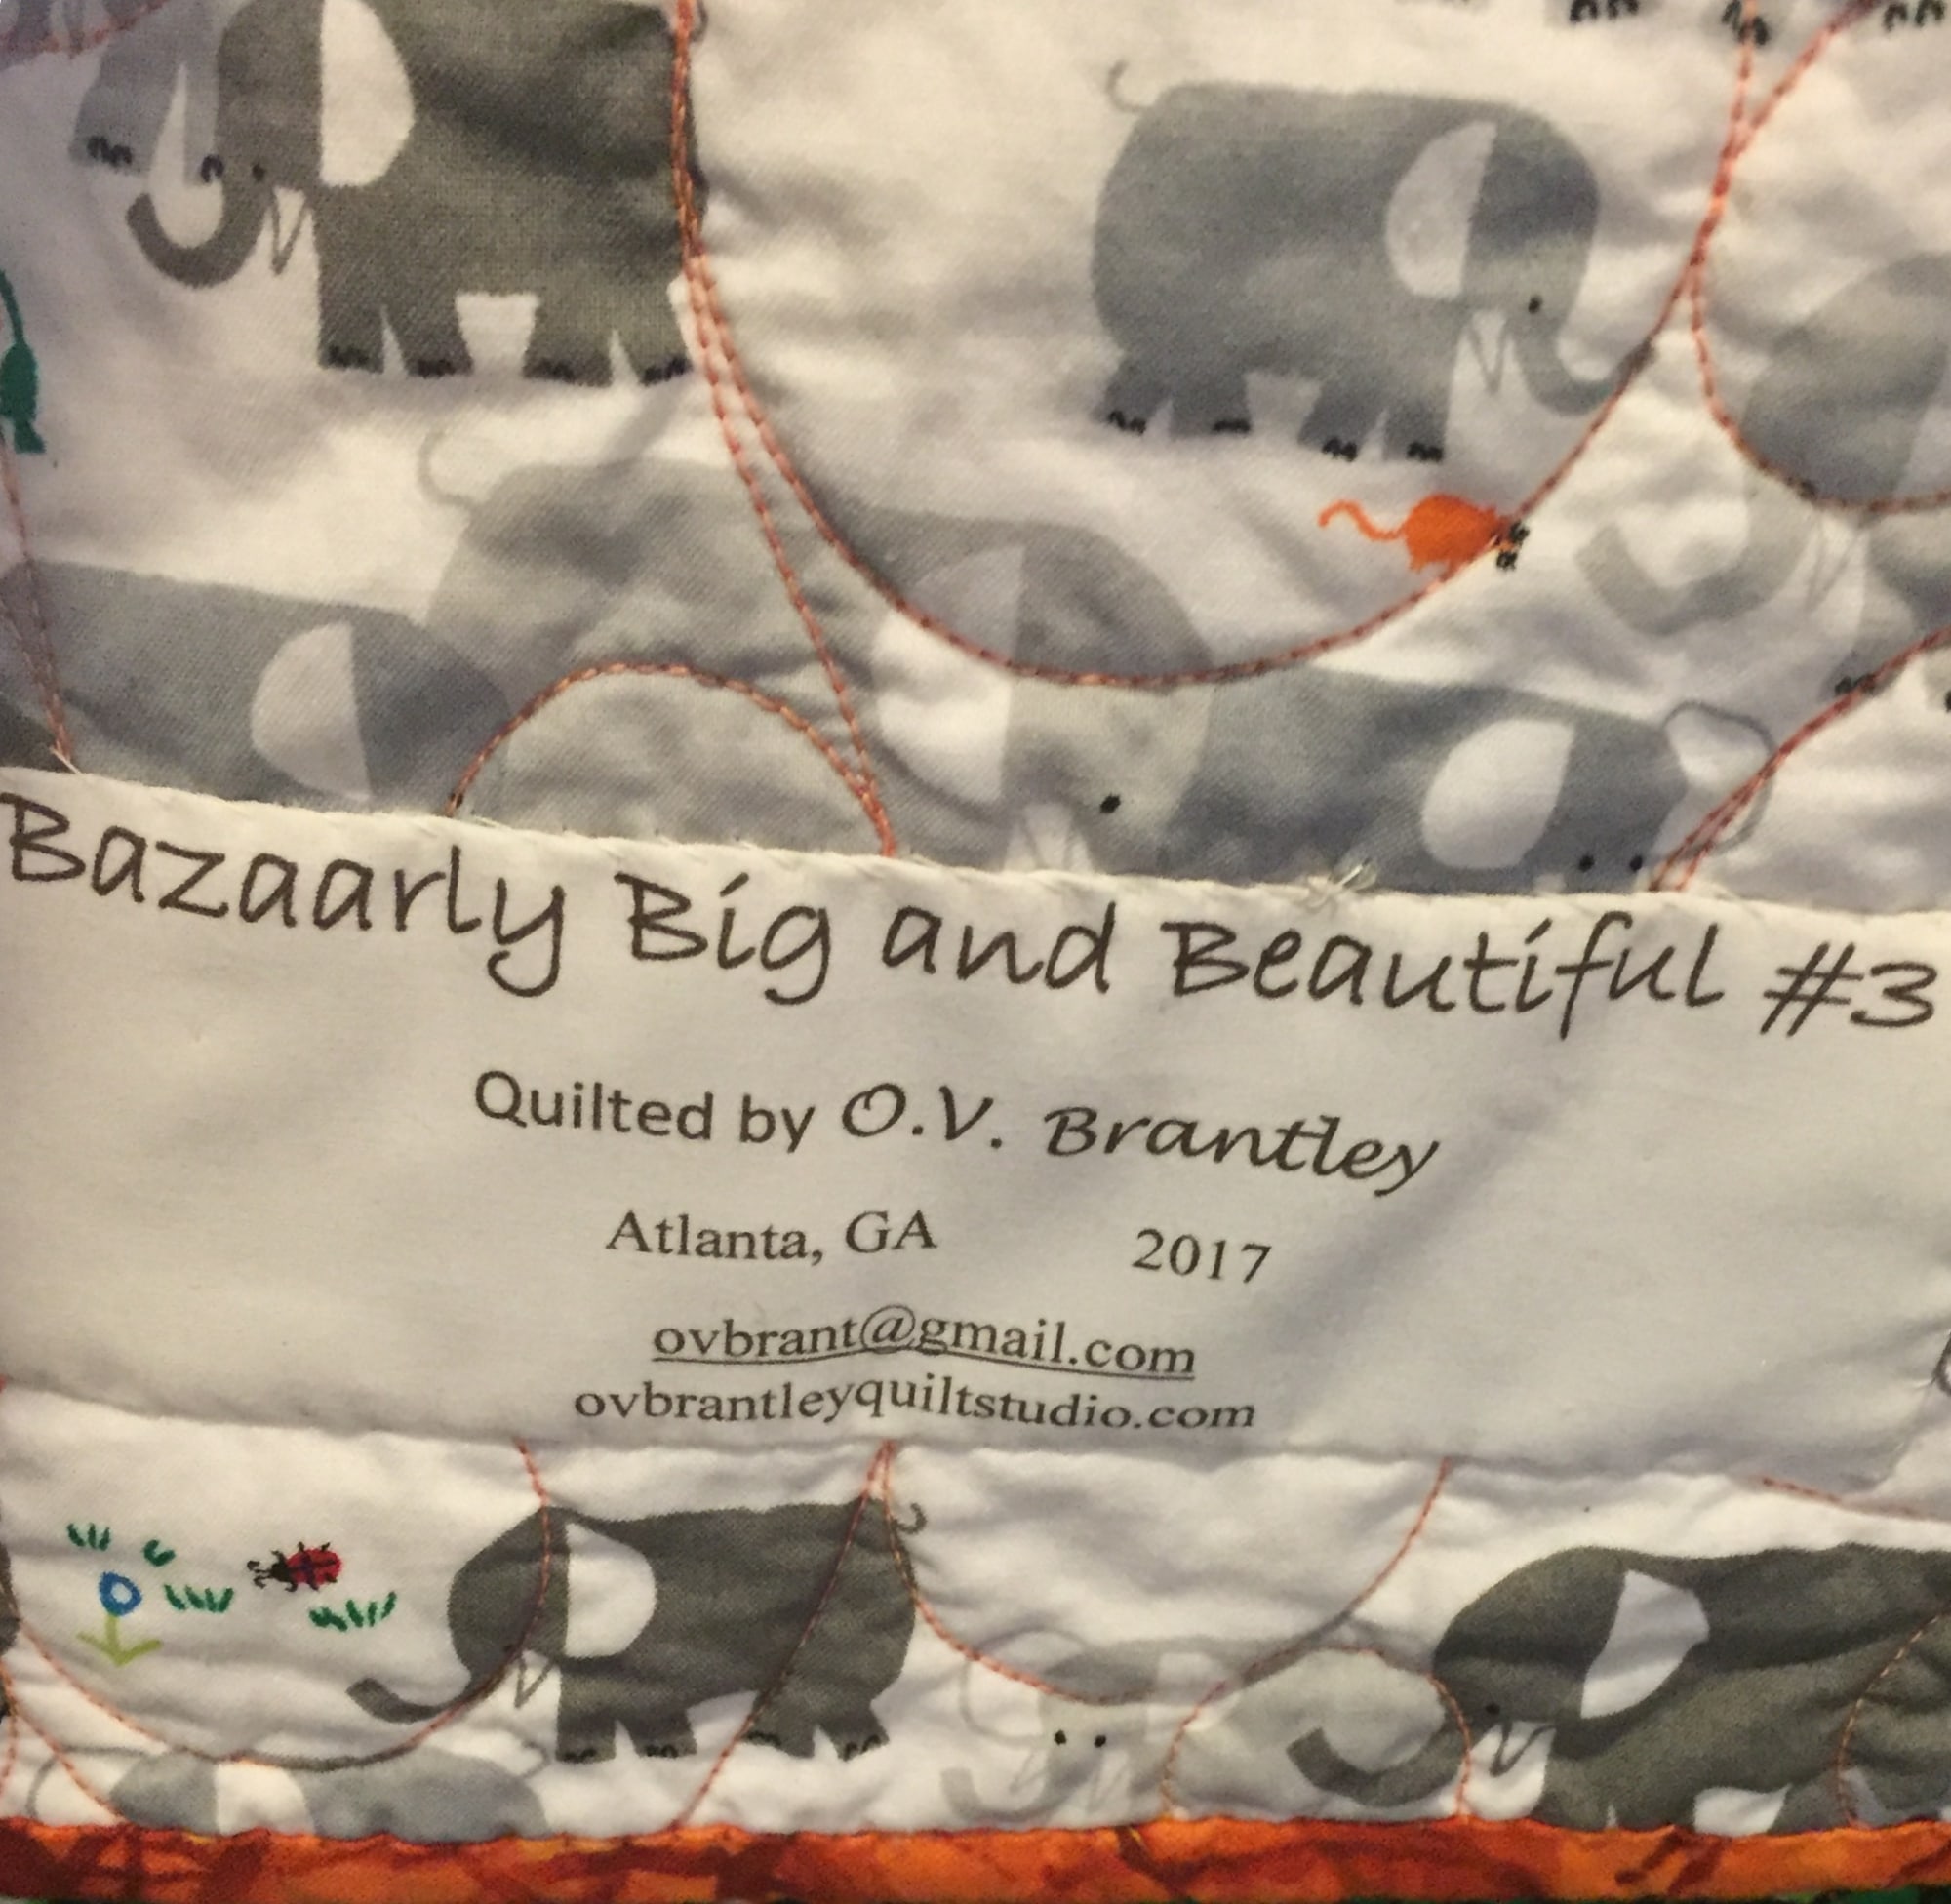 Bazaarly Big and Beautiful #3
Quilted by O.V. Brantley
Atlanta, GA 2017
ovbrant@gmail.com
ovbrantleyquiltstudio.com